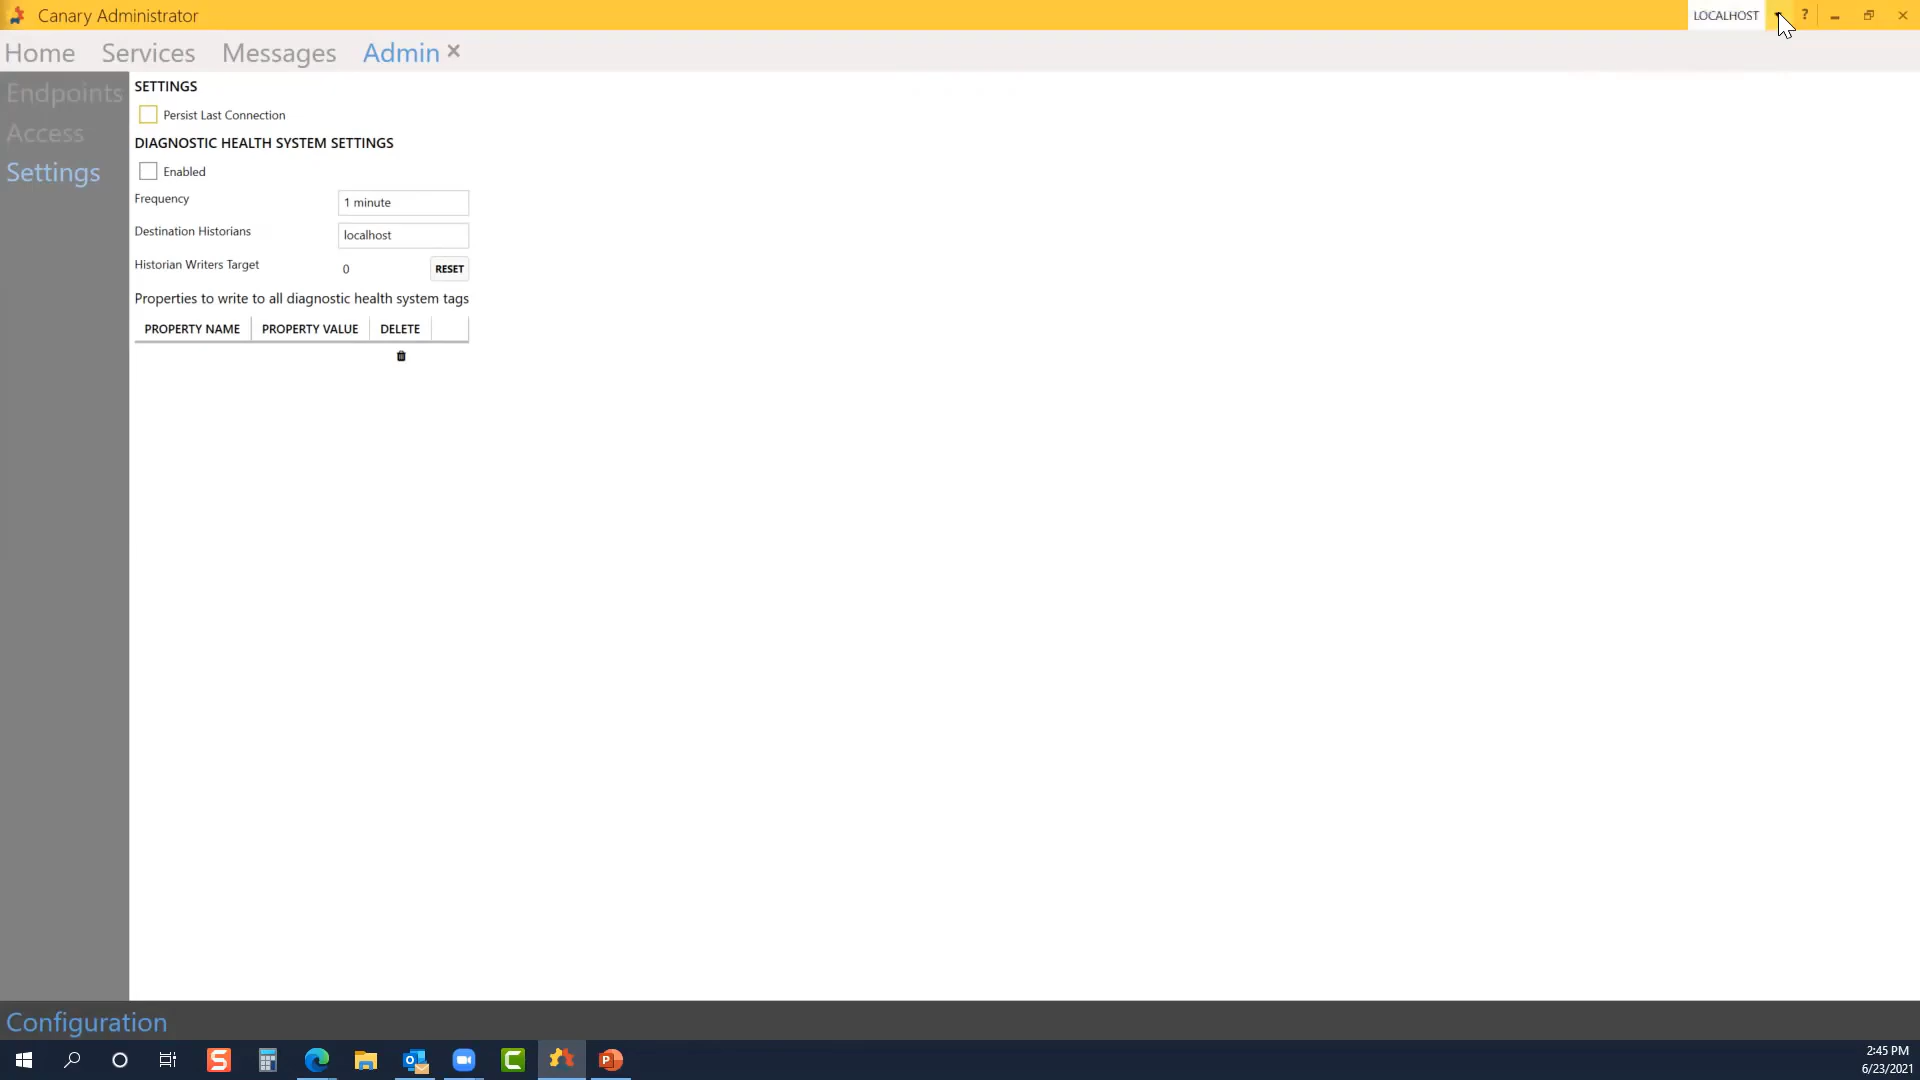 Canary Administrator
LOCALHOST
?
Home Services Messages Admin
Endpoints
Access
Settings
SETTINGS
Persist Last Connection
DIAGNOSTIC HEALTH SYSTEM SETTINGS
Enabled
Frequency 1 minute
Destination Historians localhost
Historian Writers Target 0 RESET
Properties to write to all diagnostic health system tags
PROPERTY NAME PROPERTY VALUE DELETE
Configuration
2:45 PM
6/23/2021